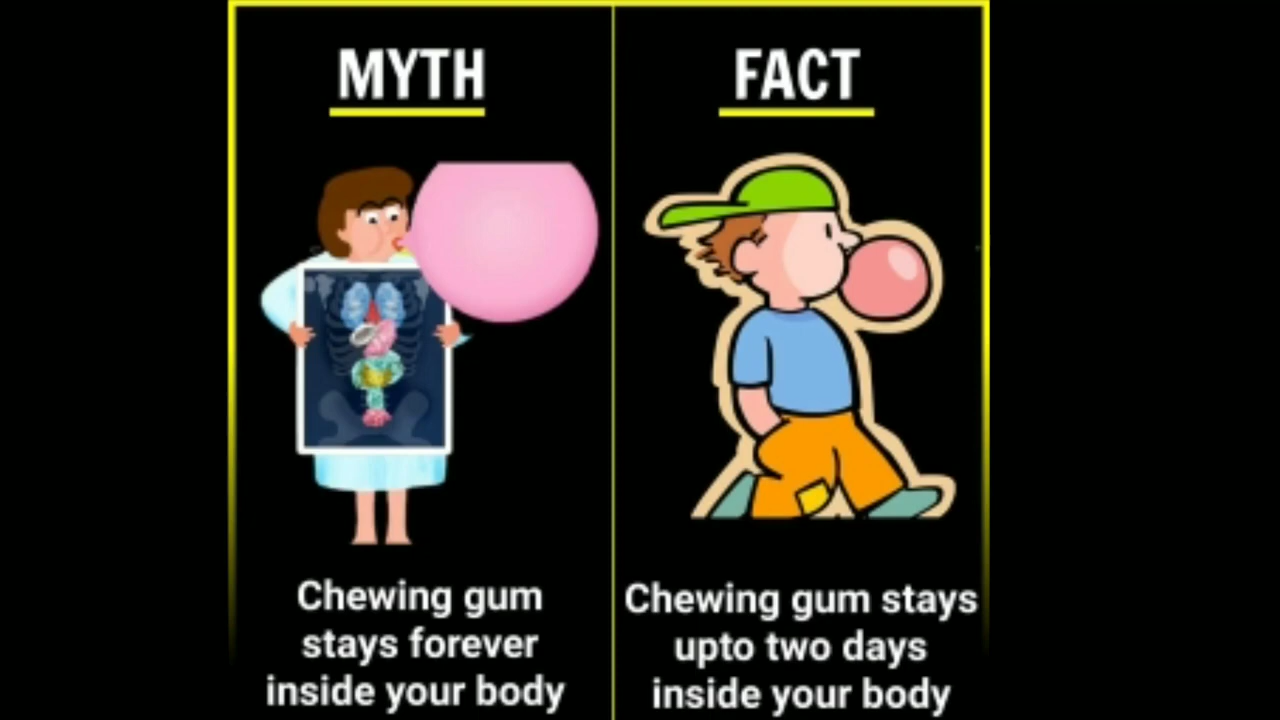 MYTH
Chewing gum
stays forever
inside your body
FACT
Chewing gum stays
upto two days
inside your body